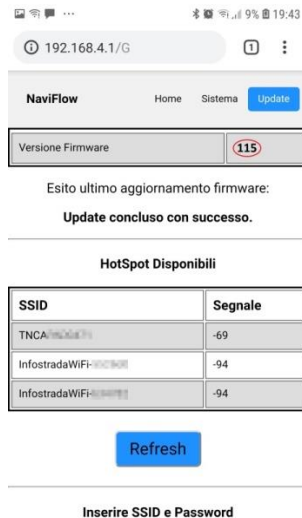 9% 19:43
192.168.4.1/G
1
NaviFlow Home Sistema Update
Versione Firmware 115
Esito ultimo aggiornamento firmware:
Update concluso con successo.
HotSpot Disponibili
SSID Segnale
TNCA -69
InfostradaWiFi- -94
InfostradaWiFi- -94
Refresh
Inserire SSID e Password